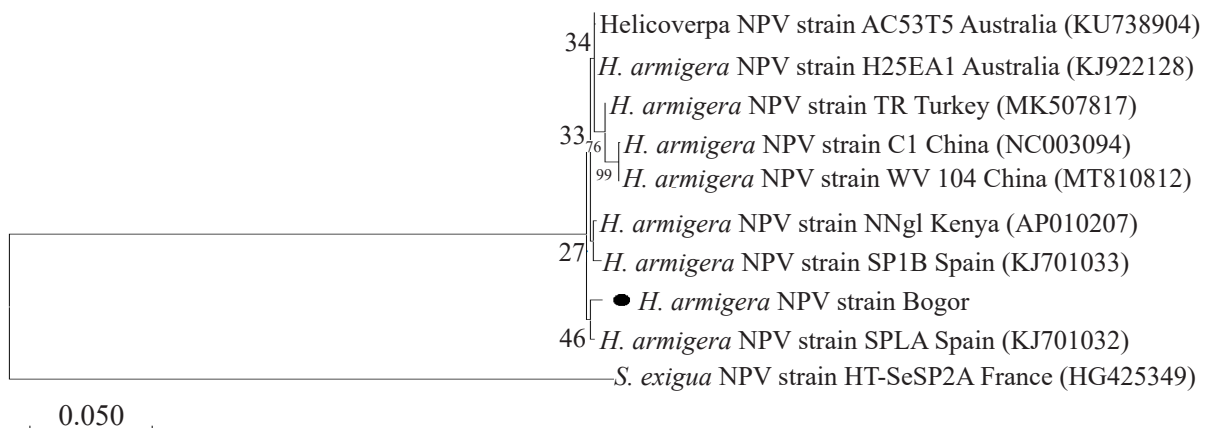 Helicoverpa NPV strain AC53T5 Australia (KU738904)
34
H. armigera NPV strain H25EA1 Australia (KJ922128)
H. armigera NPV strain TR Turkey (MK507817)
33
76
H. armigera NPV strain C1 China (NC003094)
99
H. armigera NPV strain WV 104 China (MT810812)
H. armigera NPV strain NNgl Kenya (AP010207)
27
H. armigera NPV strain SP1B Spain (KJ701033)
H. armigera NPV strain Bogor
46
H. armigera NPV strain SPLA Spain (KJ701032)
S. exigua NPV strain HT-SeSP2A France (HG425349)
0.050